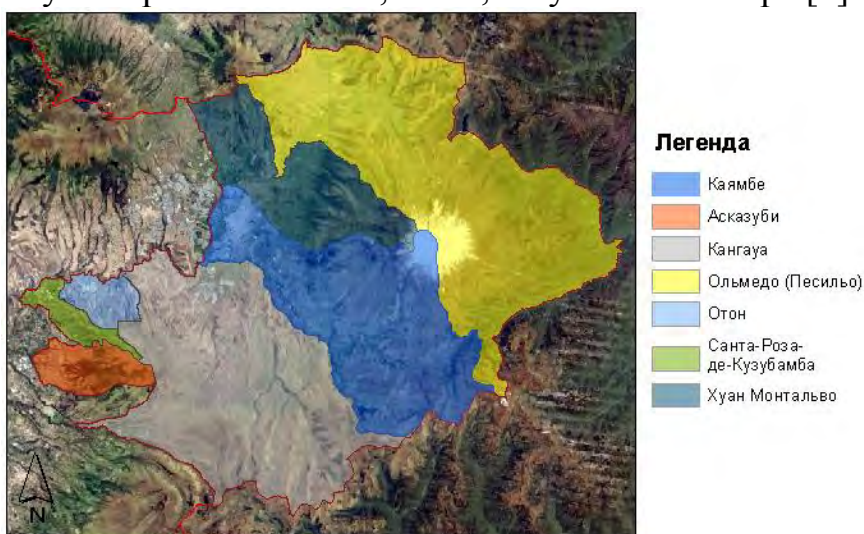 Легенда
Каямбе
Асказуби
Кангауа
Ольмедо (Песильо)
Отон
Санта-Роза-
де-Кузубамба
Хуан Монтальво
N